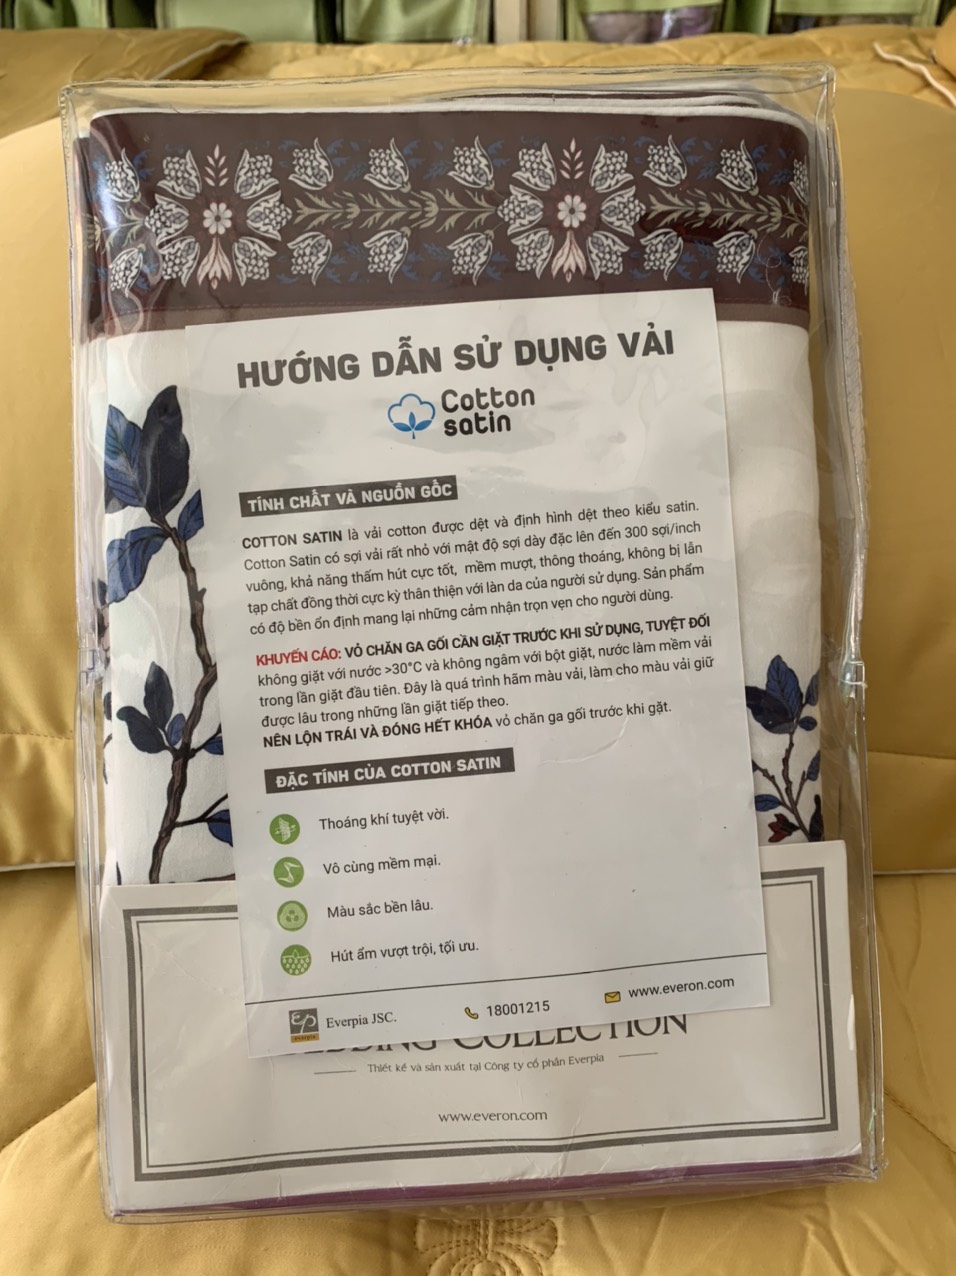 HƯỚNG DẪN SỬ DỤNG VẢI
Cotton
satin
TÍNH CHẤT VÀ NGUỒN GỐC
COTTON SATIN là vải cotton được dệt và định hình dệt theo kiểu satin.
Cotton Satin có sợi vải rất nhỏ với mật độ sợi dày đặc lên đến 300 sợi/inch
vuông, khả năng thấm hút cực tốt, mềm mượt, thông thoáng, không bị lẫn
tạp chất đồng thời cực kỳ thân thiện với làn da của người sử dụng. Sản phẩm
có độ bền ổn định mang lại những cảm nhận trọn vẹn cho người dùng.
KHUYẾN CÁO: VỎ CHĂN GA GỐI CẦN GIẶT TRƯỚC KHI SỬ DỤNG, TUYỆT ĐỐI
không giặt với nước >30°C và không ngâm với bột giặt, nước làm mềm vải
trong lần giặt đầu tiên. Đây là quá trình hãm màu vải, làm cho màu vải giữ
được lâu trong những lần giặt tiếp theo.
NÊN LỘN TRÁI VÀ ĐÓNG HẾT KHÓA vỏ chăn ga gối trước khi gặt.
ĐẶC TÍNH CỦA COTTON SATIN
Thoáng khí tuyệt vời.
Vô cùng mềm mại.
Màu sắc bền lâu.
Hút ẩm vượt trội, tối ưu.
ep everpia Everpia JSC. 18001215 www.everon.com
COLLECTION
Thiết kế và sản xuất tại Công ty cổ phần Everpia
www.everon.com